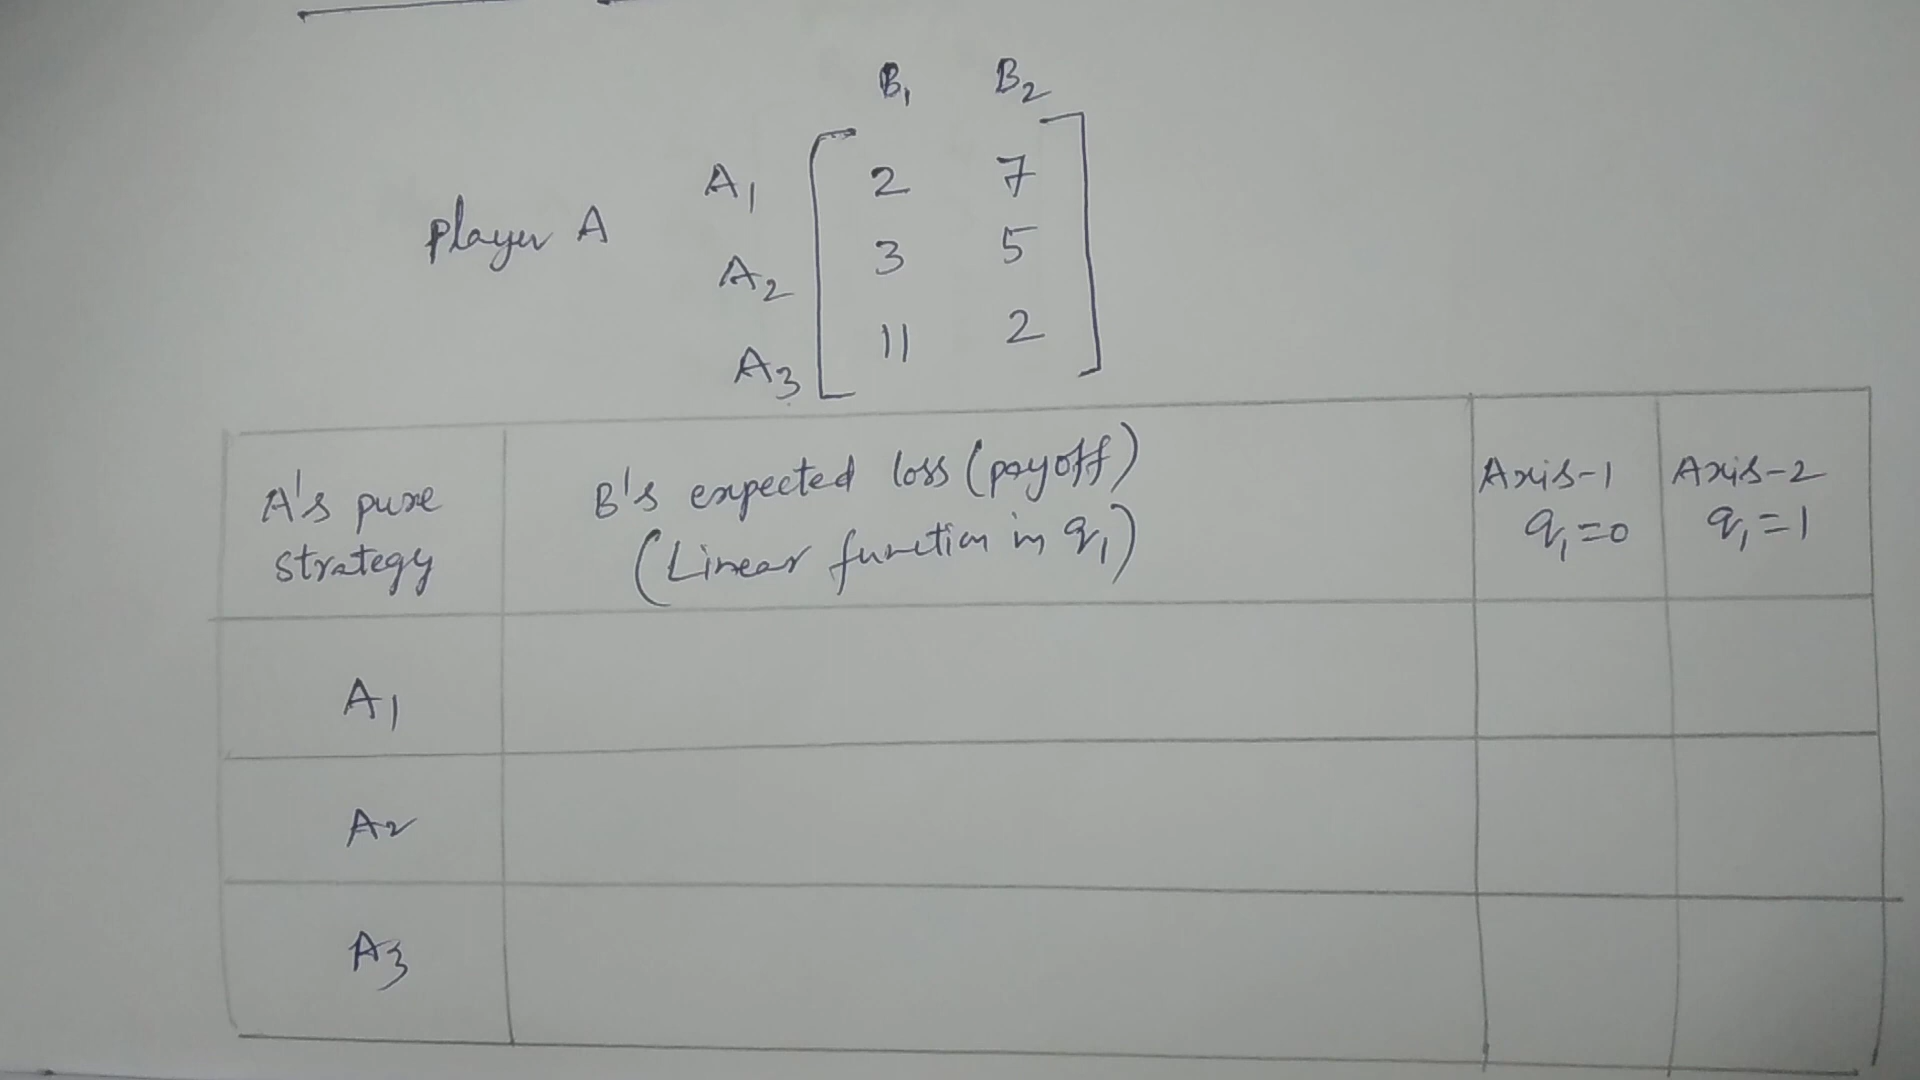 B1 B2
Player A
A1 2 7
A2 3 5
A3 11 2
A's pure strategy
B's expected loss (payoff)
(Linear function in q1)
Axis-1
q1=0
Axis-2
q1=1
A1
A2
A3